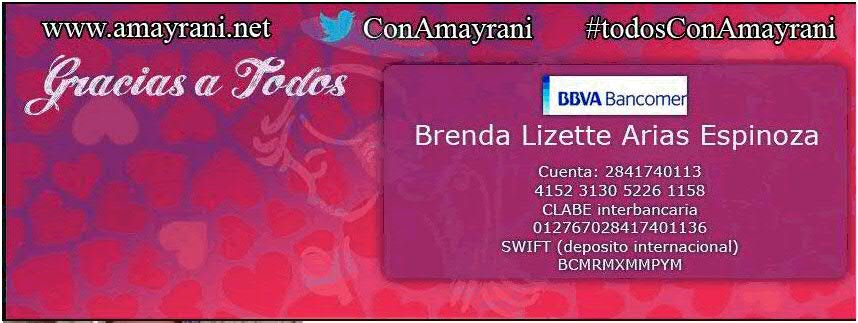 www.amayrani.net
ConAmayrani
#todosConAmayrani
Gracias a Todos
BBVA Bancomer
Brenda Lizette Arias Espinoza
Cuenta: 2841740113
4152 3130 5226 1158
CLABE interbancaria
012767028417401136
SWIFT (deposito internacional)
BCMRMXMMPYM